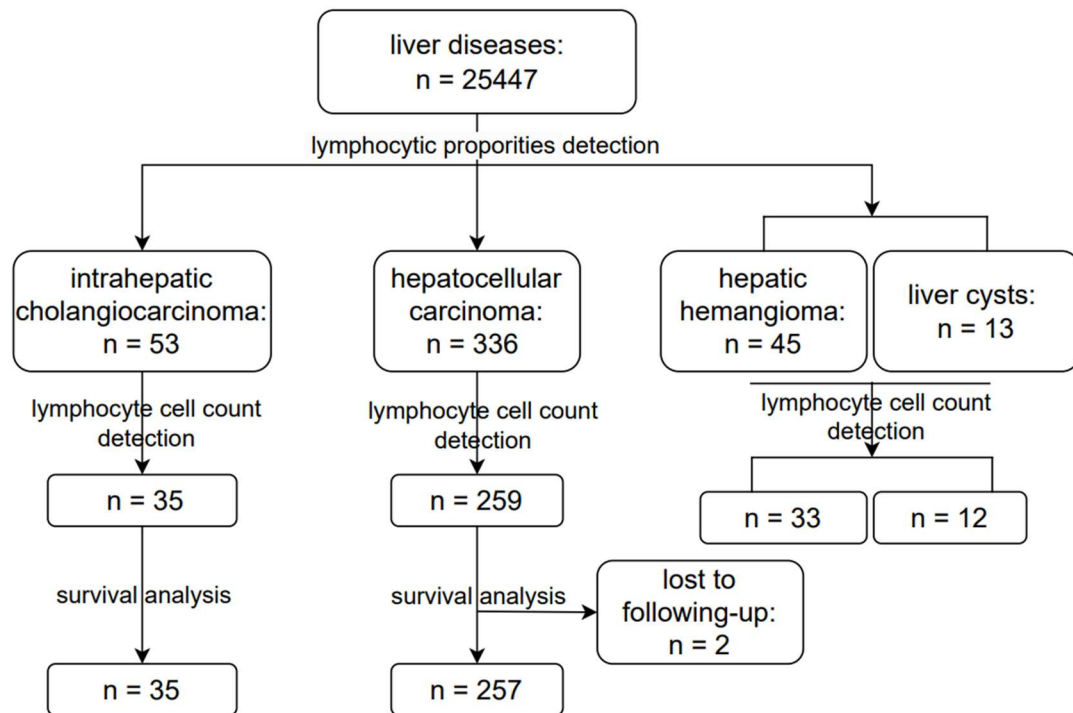 liver diseases:
n = 25447
lymphocytic proporities detection
intrahepatic
cholangiocarcinoma:
n = 53
hepatocellular
carcinoma:
n = 336
hepatic
hemangioma:
n = 45
liver cysts:
n = 13
lymphocyte cell count
detection
lymphocyte cell count
detection
lymphocyte cell count
detection
n = 35
n = 259
n = 33
n = 12
survival analysis
survival analysis
lost to
following-up:
n = 2
n = 35
n = 257